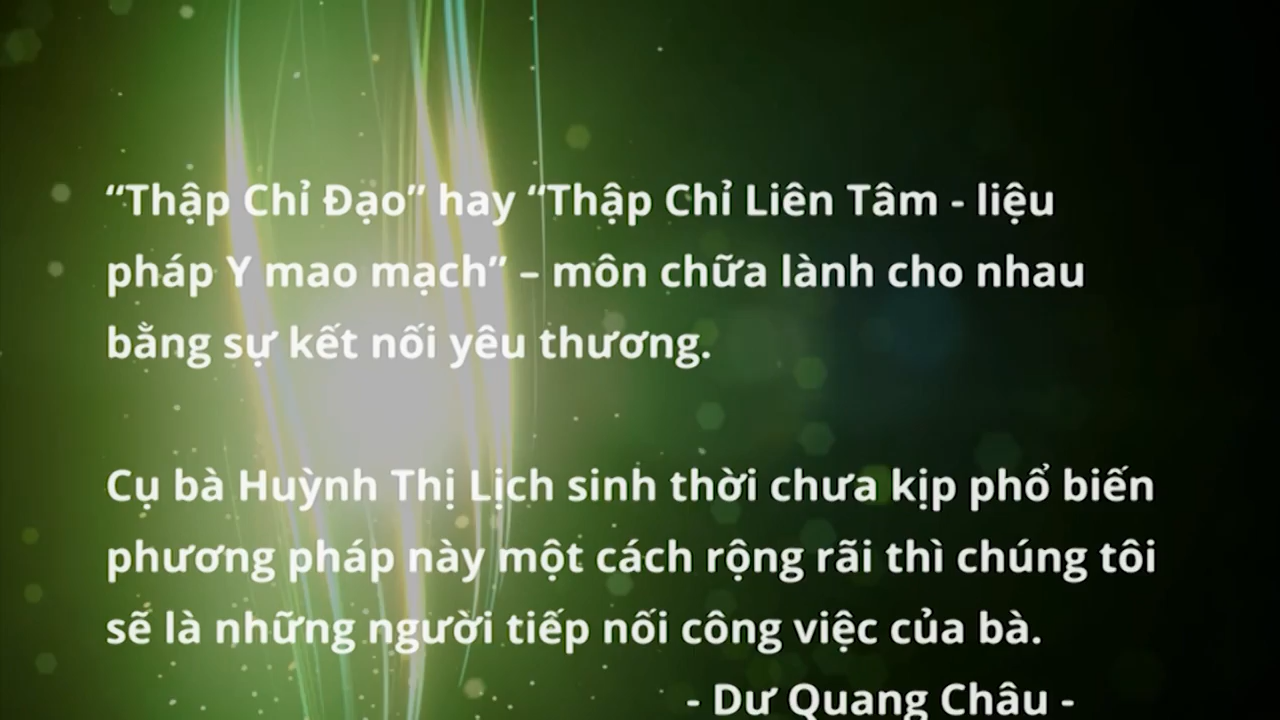 “Thập Chỉ Đạo” hay “Thập Chỉ Liên Tâm - liệu
pháp Y mao mạch” – môn chữa lành cho nhau
bằng sự kết nối yêu thương.
Cụ bà Huỳnh Thị Lịch sinh thời chưa kịp phổ biến
phương pháp này một cách rộng rãi thì chúng tôi
sẽ là những người tiếp nối công việc của bà.
- Dư Quang Châu -